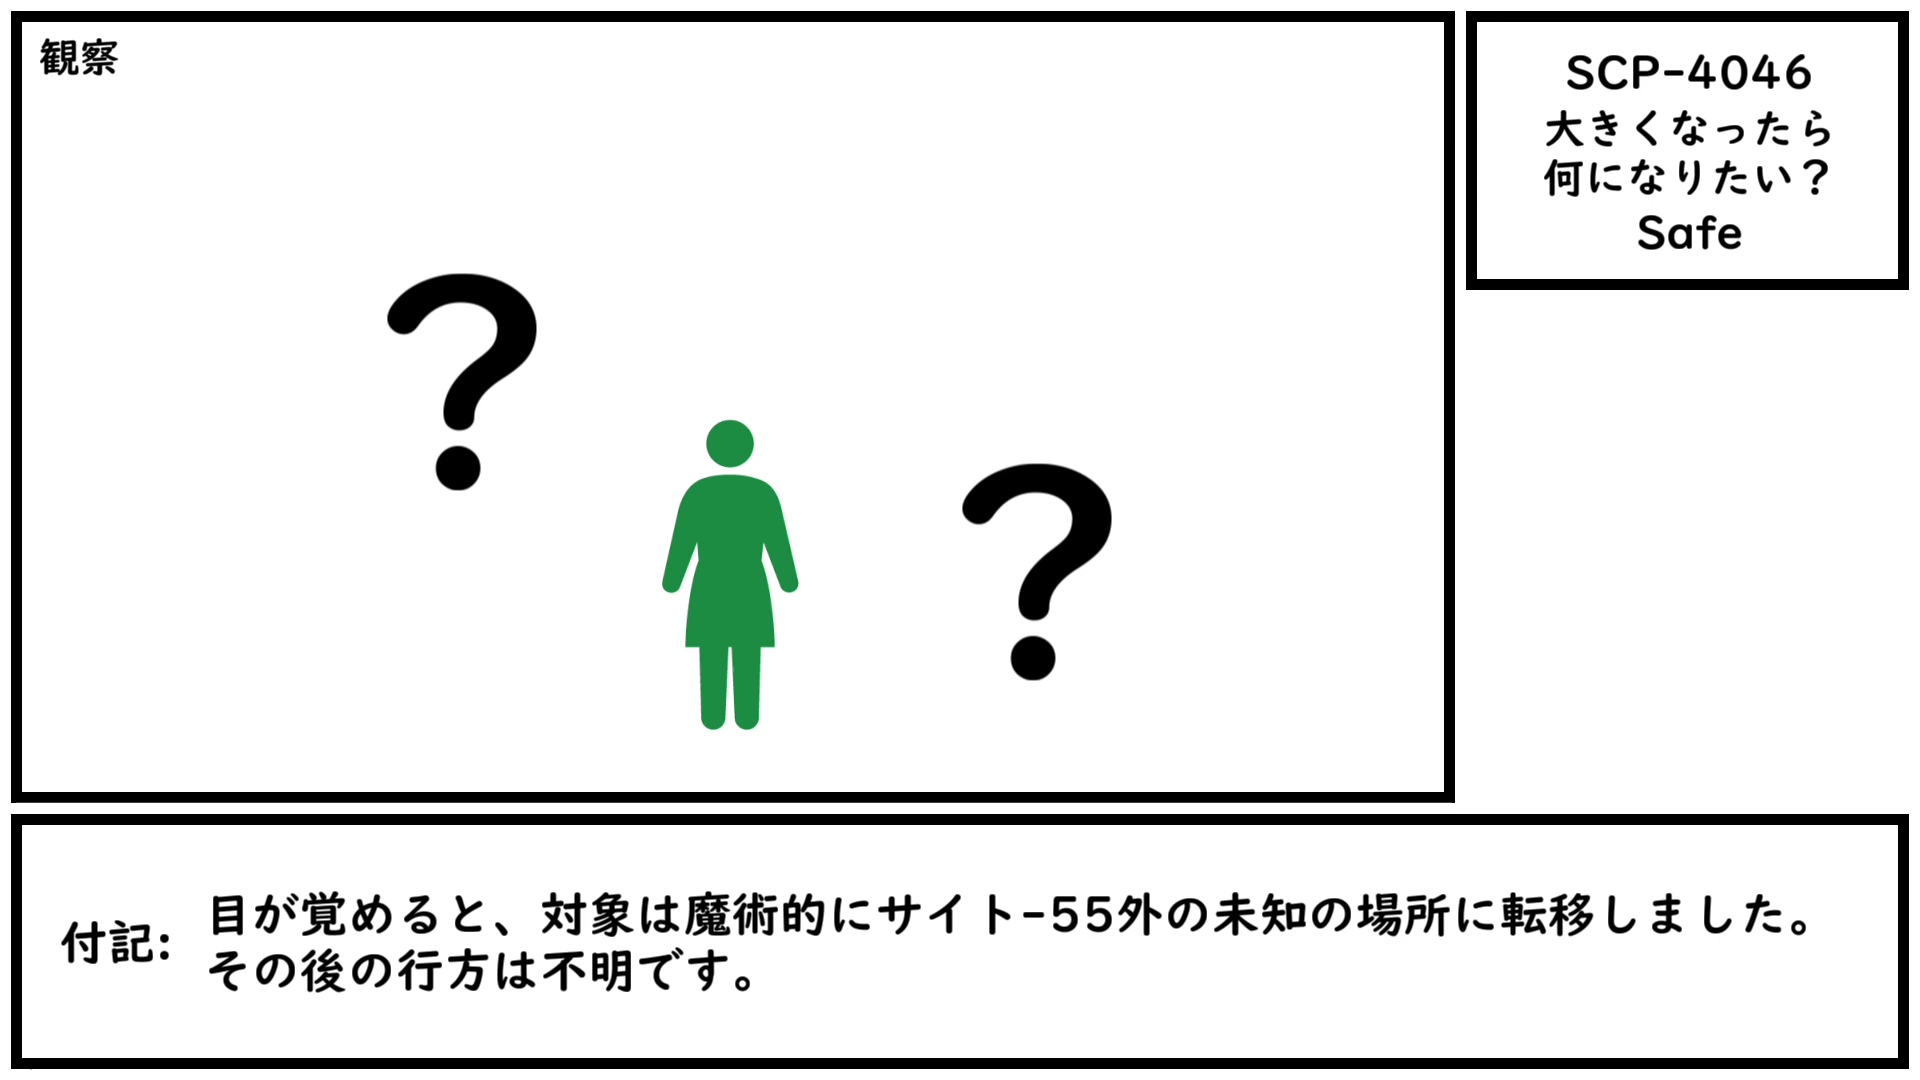 観察
?
?
SCP-4046
大きくなったら
何になりたい?
Safe
付記: 目が覚めると、対象は魔術的にサイト-55外の未知の場所に転移しました。
その後の行方は不明です。